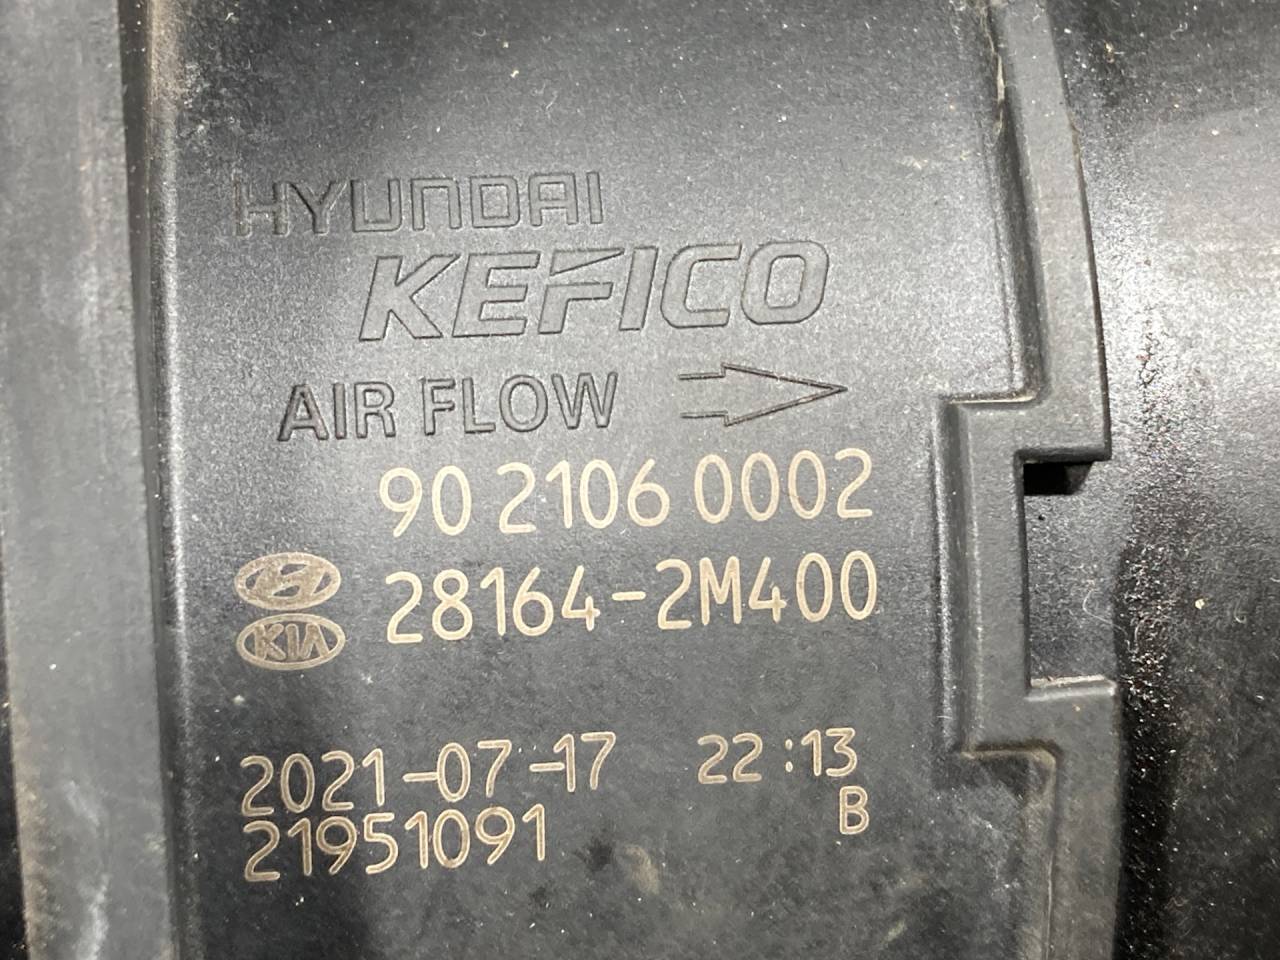 HYUNDAI
KEFICO
AIR FLOW
90 2106 0002
28164-2M400
KIA
2021-07-17 22:13
21951091 B